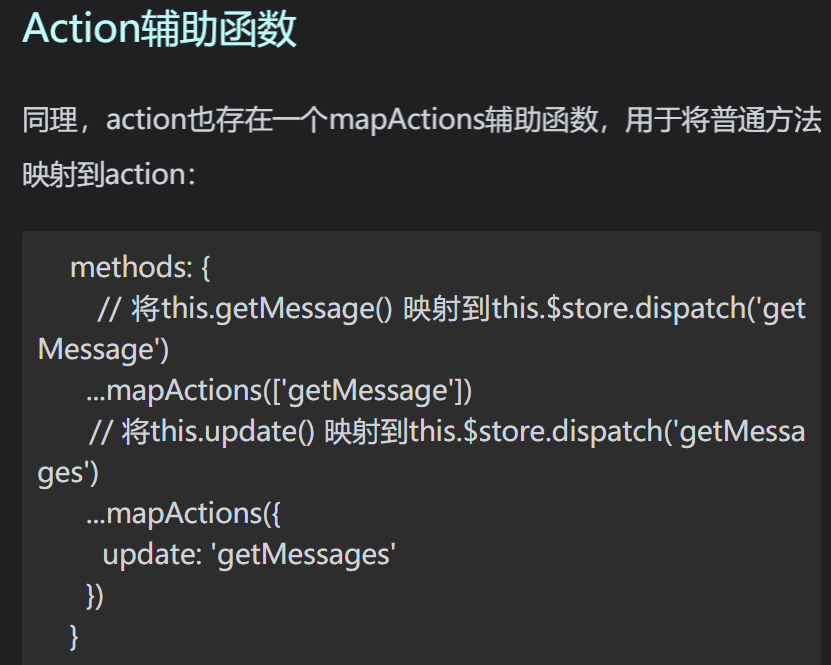 Action辅助函数
同理，action也存在一个mapActions辅助函数，用于将普通方法
映射到action：
methods: {
// 将this.getMessage() 映射到this.$store.dispatch('get
Message')
...mapActions(['getMessage'])
// 将this.update() 映射到this.$store.dispatch('getMessa
ges')
...mapActions({
update: 'getMessages'
})
}